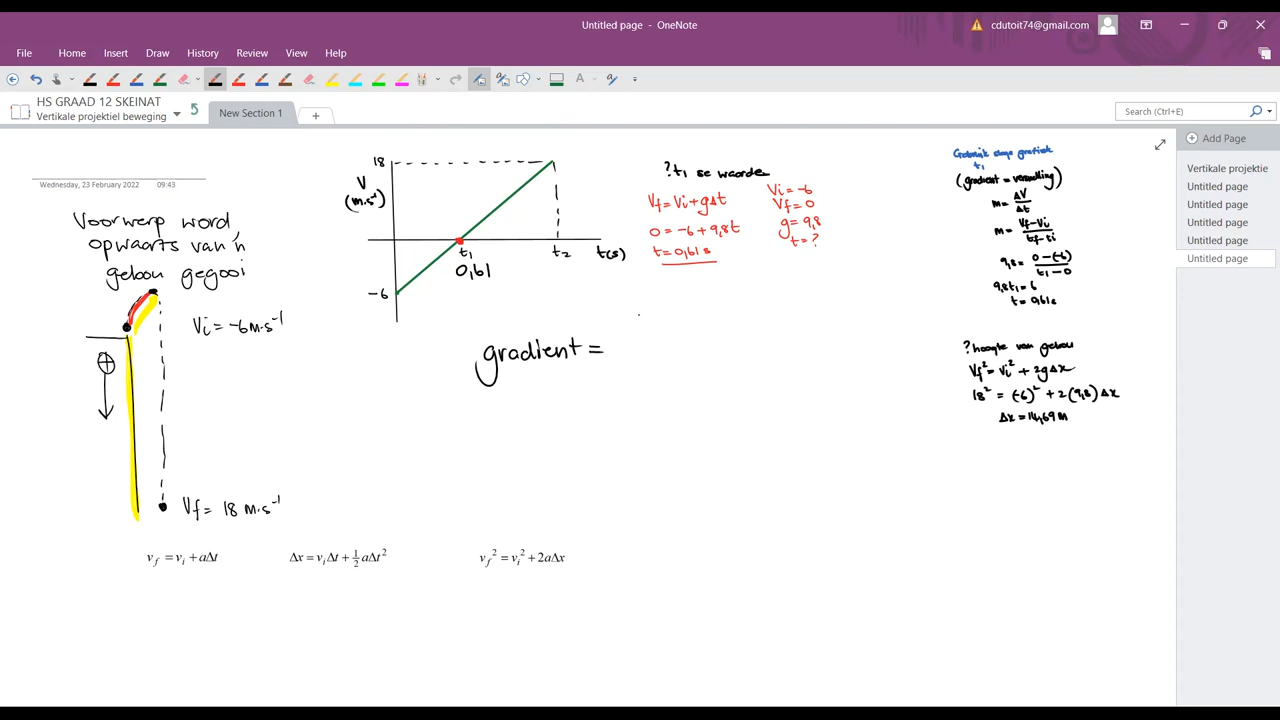 Untitled page - OneNote
cdutoit74@gmail.com
File Home Insert Draw History Review View Help
HS GRAAD 12 SKEINAT
Vertikale projektiel beweging
New Section 1
Search (Ctrl+E)
Add Page
Vertikale projektie
Untitled page
Untitled page
Untitled page
Untitled page
Untitled page
Wednesday, 23 February 2022 09:43
Voorwerp word
opwaarts van 'n
gebou gegooi
Vi = -6 m·s⁻¹
Vf = 18 m·s⁻¹
18
V
(m.s⁻¹)
-6
t₁
0,61
t₂
t(s)
? t₁ se waarde
Vf = Vi + gΔt
0 = -6 + 9,8t
t = 0,61 s
Vi = -6
Vf = 0
g = 9,8
t = ?
gradient =
Gebruik slegs grafiek
t₁
(gradient = versnelling)
m = ΔV/Δt
m = (Vf - Vi)/(tf - ti)
9,8 = (0 - (-6))/(t₁ - 0)
9,8t₁ = 6
t = 0,61s
? hoogte van gebou
Vf² = Vi² + 2gΔx
18² = (-6)² + 2(9,8)Δx
Δx = 14,69 m
v_f = v_i + aΔt
Δx = v_iΔt + ½aΔt²
v_f² = v_i² + 2aΔx